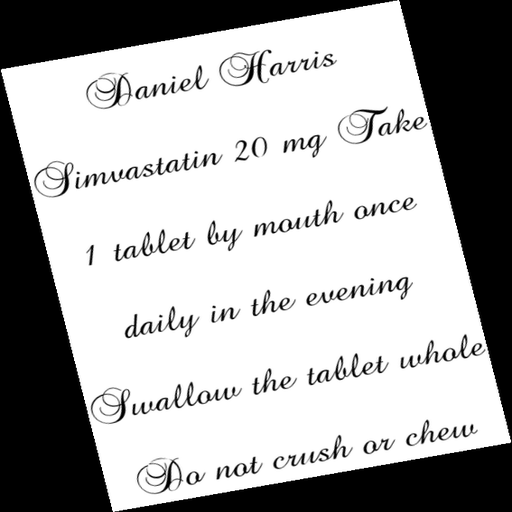 Daniel Harris
Simvastatin 20 mg Take
1 tablet by mouth once
daily in the evening
Swallow the tablet whole
Do not crush or chew